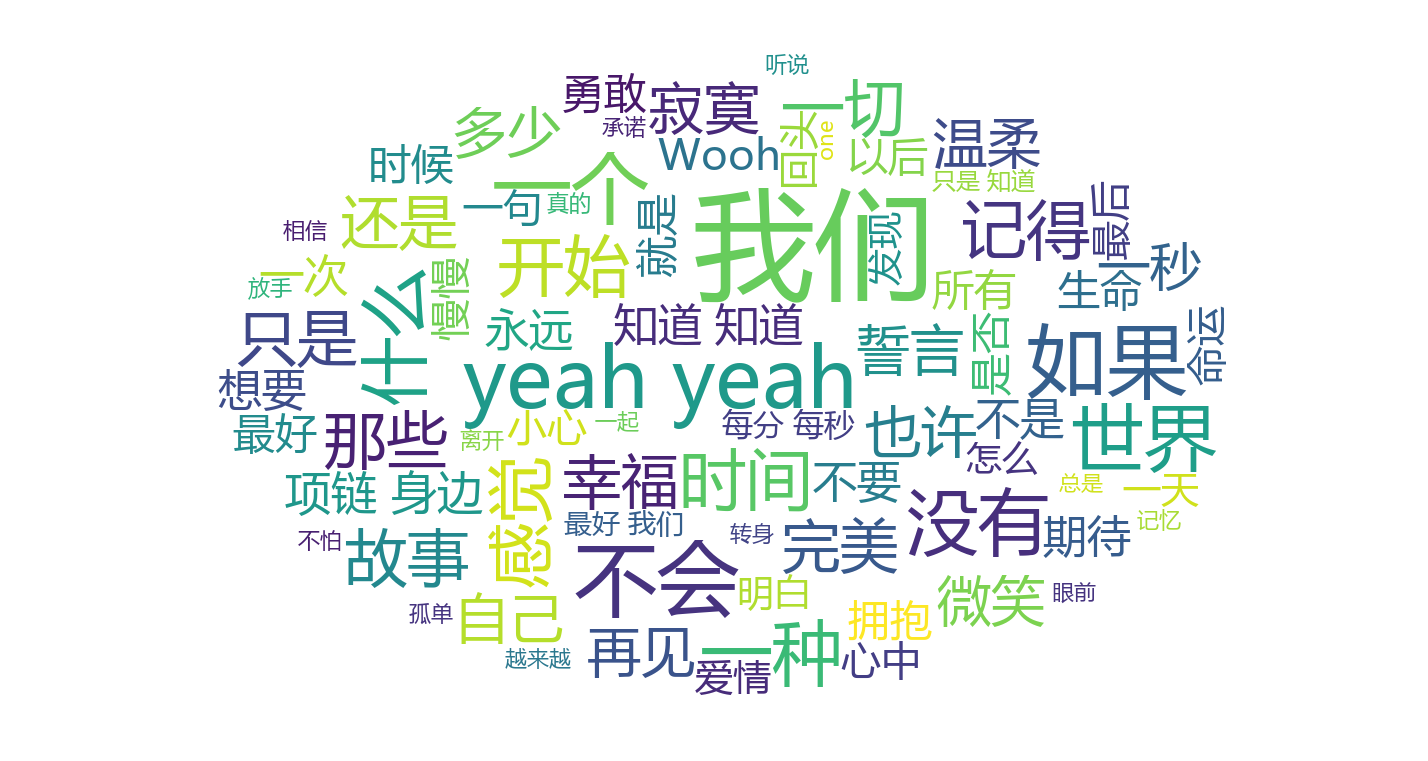 听说
勇敢
寂寞
一切
承诺
回头
one
多少
Wooh
以后
温柔
时候
一个
只是 知道
还是
一句
真的
就是
我们
发现
记得
最后
相信
开始
一秒
一次
放手
慢慢
什么
所有
生命
只是
永远
知道 知道
誓言
是否
如果
命运
想要
yeah yeah
最好
那些
离开
小心
一起
每分 每秒
也许
不是
世界
怎么
项链 身边
感觉
幸福
时间
不要
没有
总是
一天
不怕
故事
最好 我们
转身
完美
期待
记忆
不会
明白
微笑
眼前
孤单
自己
拥抱
越来越
再见
一种
爱情
心中